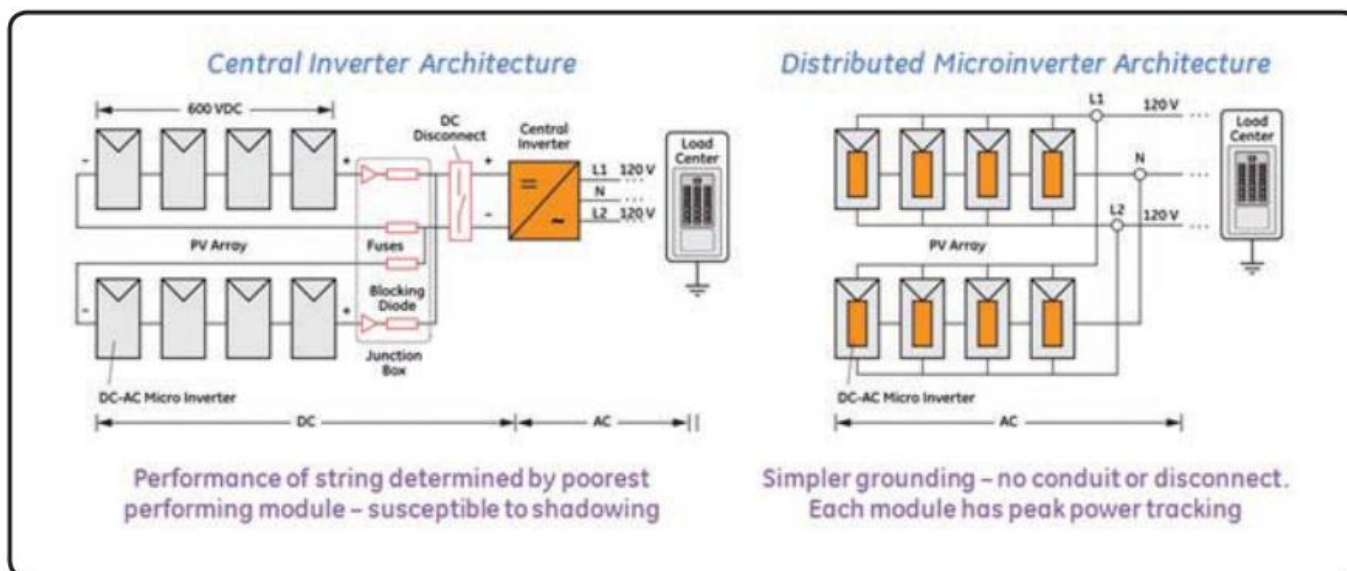 Central Inverter Architecture
600 VDC
DC
Disconnect
Central
Inverter
Load
Center
-
+
+
L1 120 V ...
N ...
L2 120 V ...
-
PV Array
Fuses
-
+
Blocking
Diode
Junction
Box
DC-AC Micro Inverter
DC
AC
Performance of string determined by poorest
performing module – susceptible to shadowing
Distributed Microinverter Architecture
L1
120 V ...
Load
Center
N ...
L2
120 V ...
PV Array
DC-AC Micro Inverter
AC
Simpler grounding – no conduit or disconnect.
Each module has peak power tracking